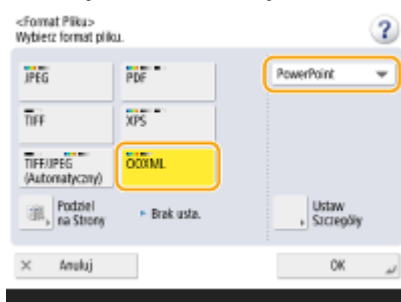 <Format Pliku>
Wybierz format pliku.
?
JPEG
PDF
PowerPoint
TIFF
XPS
TIFF/JPEG
(Automatyczny)
OOXML
Podziel
na Strony
Brak usta.
Ustaw
Szczegóły
Anuluj
OK